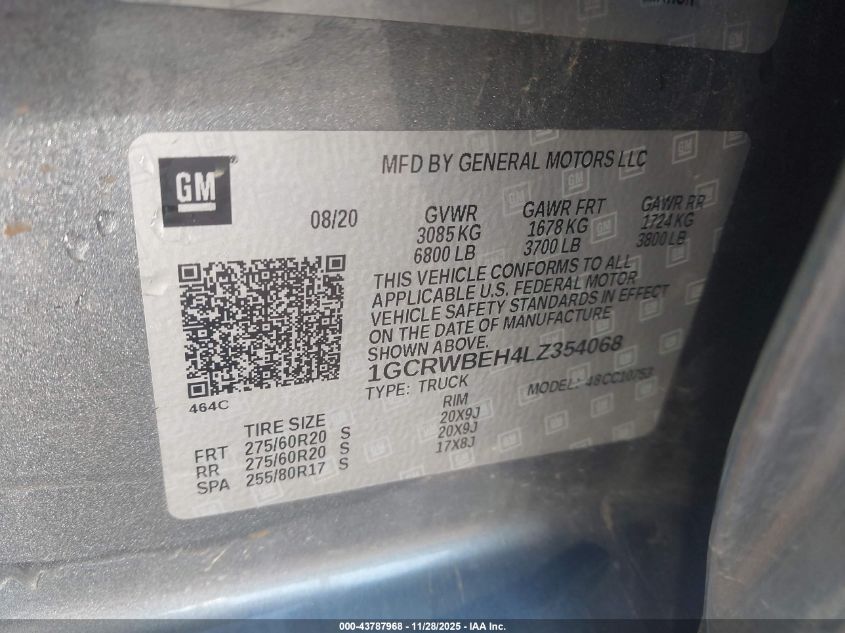 GM
MFD BY GENERAL MOTORS LLC
08/20
GVWR GAWR FRT GAWR RR
3085 KG 1678 KG 1724 KG
6800 LB 3700 LB 3800 LB
THIS VEHICLE CONFORMS TO ALL
APPLICABLE U.S. FEDERAL MOTOR
VEHICLE SAFETY STANDARDS IN EFFECT
ON THE DATE OF MANUFACTURE
SHOWN ABOVE.
1GCRWBEH4LZ354068
TYPE: TRUCK MODEL:
464C
TIRE SIZE RIM
FRT 275/60R20 S 20X9J
RR 275/60R20 S 20X9J
SPA 255/80R17 S 17X8J
000-43787968 - 11/28/2025 - IAA Inc.